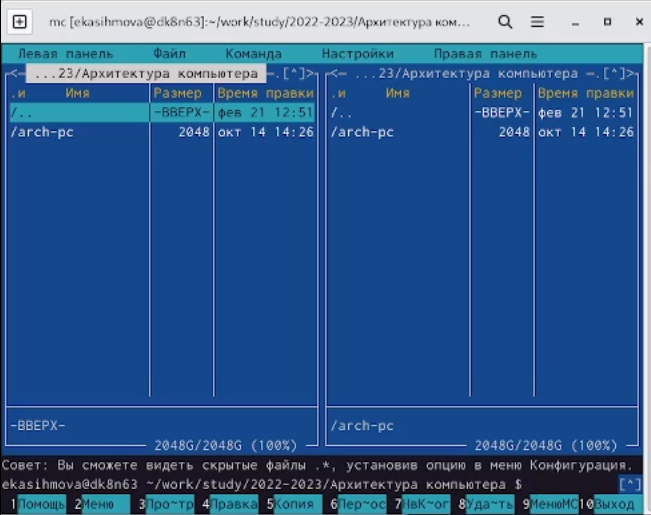 mc [ekasihmova@dk8n63]:~/work/study/2022-2023/Архитектура ком...
Левая панель Файл Команда Настройки Правая панель
<— ...23/Архитектура компьютера —.[^]>
.и Имя Размер Время правки
/.. -ВВЕРХ- фев 21 12:51
/arch-pc 2048 окт 14 14:26
-ВВЕРХ-
2048G/2048G (100%)
<— ...23/Архитектура компьютера —.[^]>
.и Имя Размер Время правки
/.. -ВВЕРХ- фев 21 12:51
/arch-pc 2048 окт 14 14:26
/arch-pc
2048G/2048G (100%)
Совет: Вы сможете видеть скрытые файлы .*, установив опцию в меню Конфигурация.
ekasihmova@dk8n63 ~/work/study/2022-2023/Архитектура компьютера $ [^]
1Помощь 2Меню 3Про~тр 4Правка 5Копия 6Пер~ос 7НвК~ог 8Уда~ть 9МенюMC 10Выход